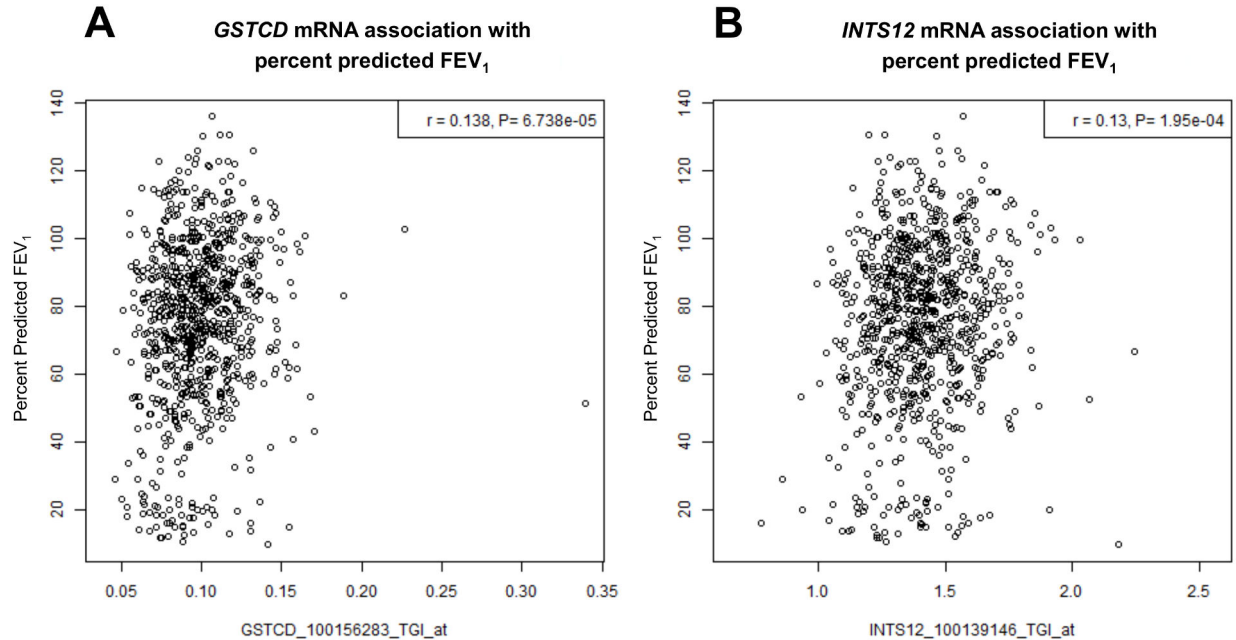 A
GSTCD mRNA association with
percent predicted FEV1
r = 0.138, P= 6.738e-05
Percent Predicted FEV1
140
120
100
80
60
40
20
0.05 0.10 0.15 0.20 0.25 0.30 0.35
GSTCD_100156283_TGI_at
B
INTS12 mRNA association with
percent predicted FEV1
r = 0.13, P= 1.95e-04
Percent Predicted FEV1
140
120
100
80
60
40
20
1.0 1.5 2.0 2.5
INTS12_100139146_TGI_at